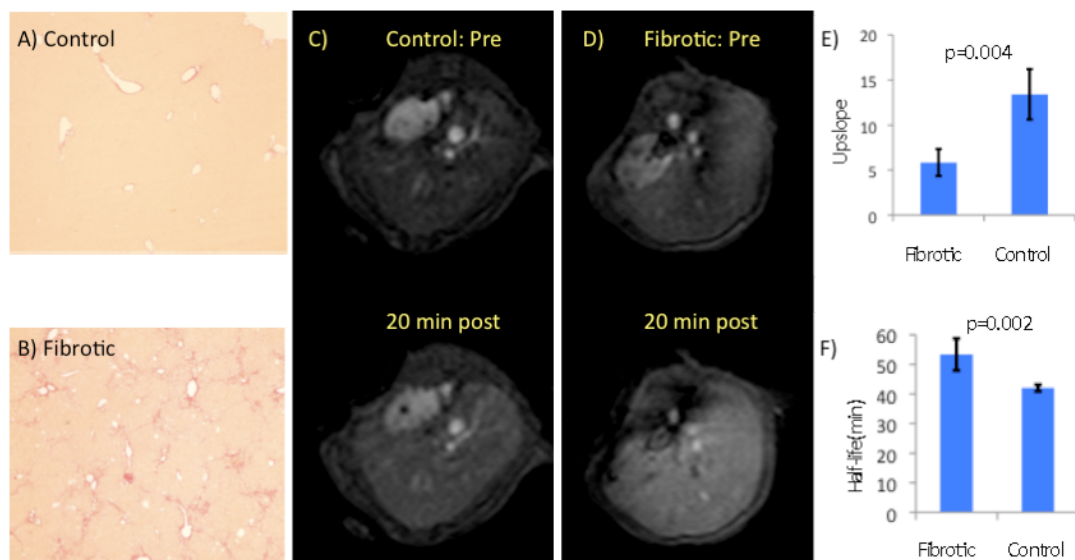 A) Control
B) Fibrotic
C) Control: Pre
20 min post
D) Fibrotic: Pre
20 min post
E)
p=0.004
Upslope
20
15
10
5
0
Fibrotic Control
F)
p=0.002
Half-life(min)
60
50
40
30
20
10
0
Fibrotic Control